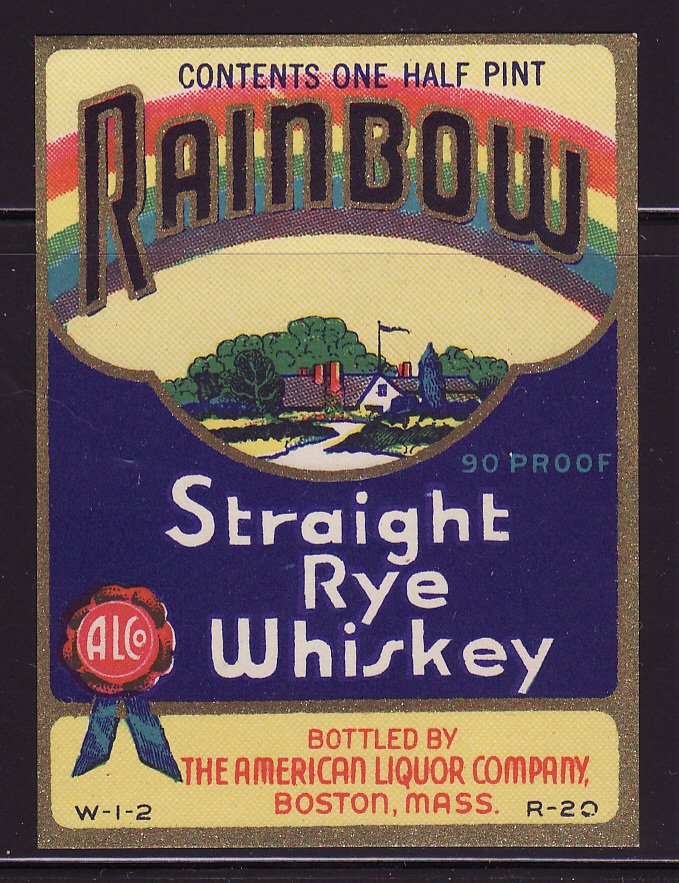 CONTENTS ONE HALF PINT
RAINBOW
90 PROOF
Straight
Rye
Whiskey
ALCo
BOTTLED BY
THE AMERICAN LIQUOR COMPANY,
BOSTON, MASS.
W-1-2
R-20